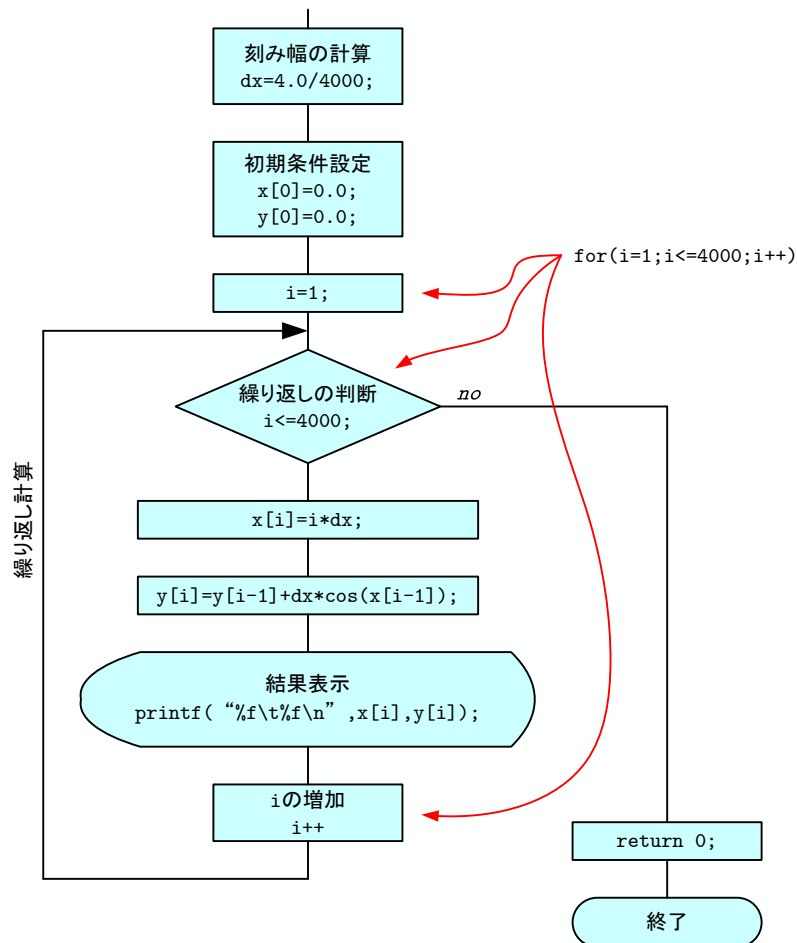 刻み幅の計算
dx=4.0/4000;
初期条件設定
x[0]=0.0;
y[0]=0.0;
for(i=1;i<=4000;i++)
i=1;
繰り返しの判断
i<=4000;
no
繰り返し計算
x[i]=i*dx;
y[i]=y[i-1]+dx*cos(x[i-1]);
結果表示
printf( “%f\t%f\n” ,x[i],y[i]);
iの増加
i++
return 0;
終了